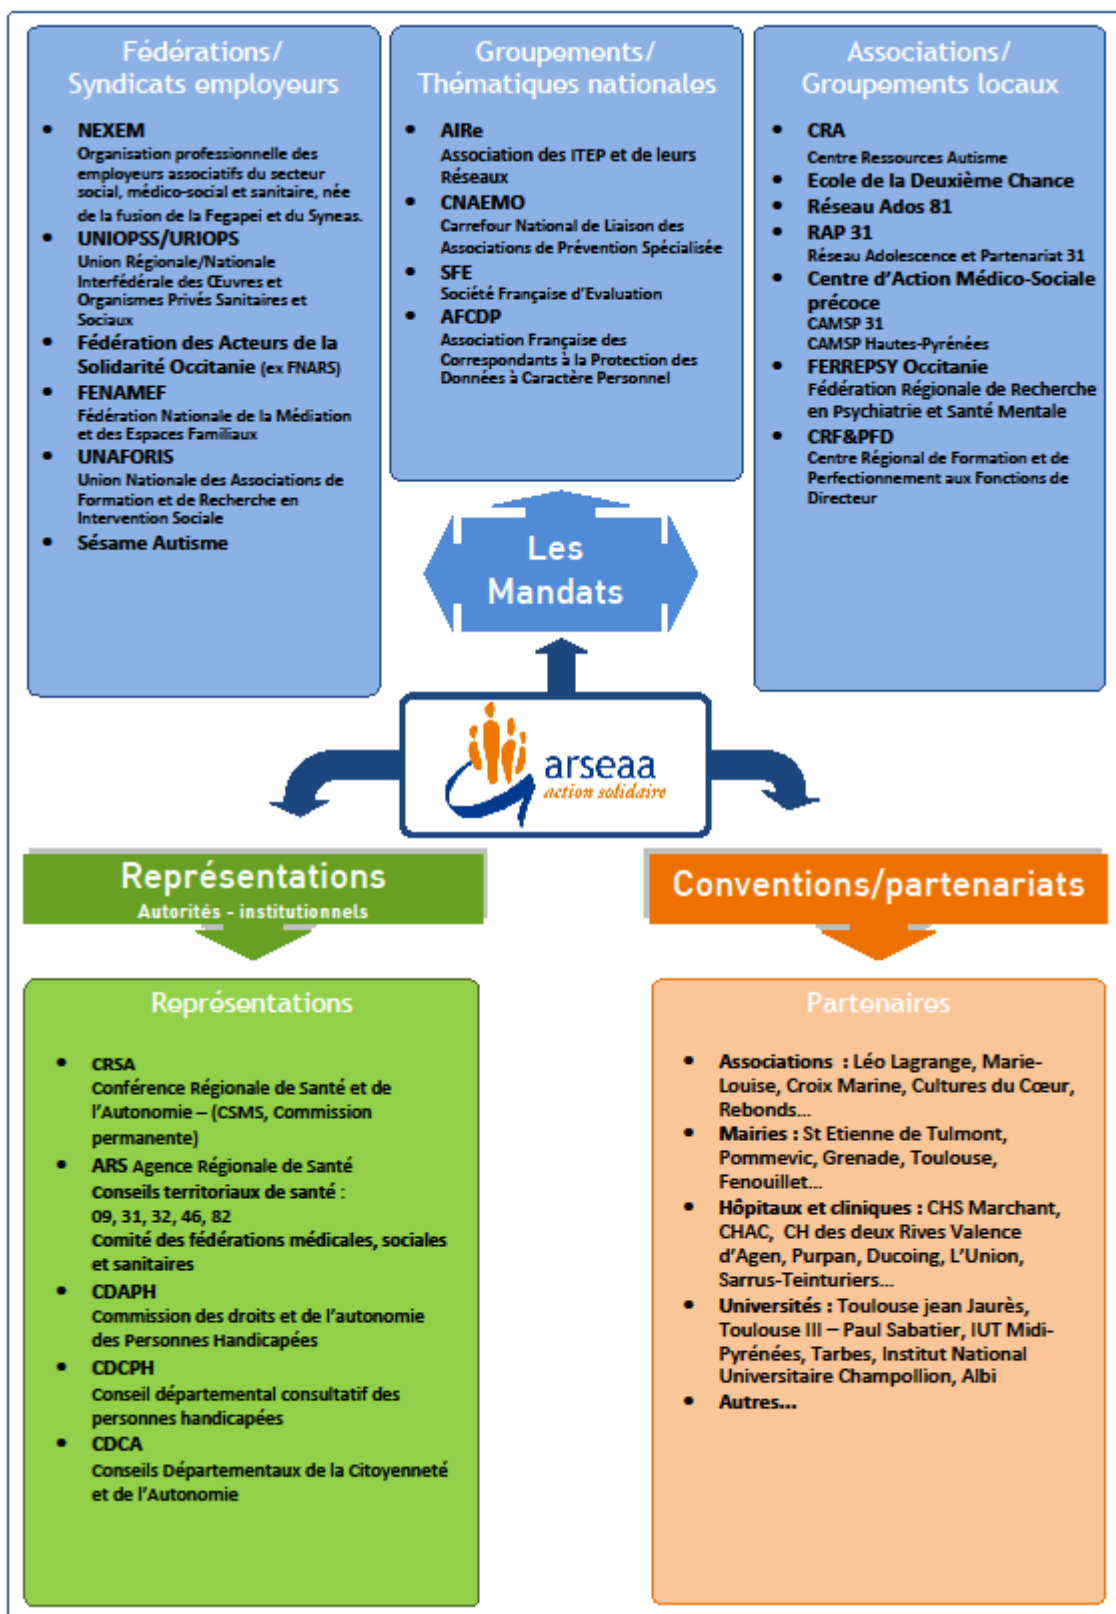 Fédérations/
Syndicats employeurs
• NEXEM
Organisation professionnelle des
employeurs associatifs du secteur
social, médico-social et sanitaire, née
de la fusion de la Fegapei et du Syneas.
• UNIOPSS/URIOPS
Union Régionale/Nationale
Interfédérale des Œuvres et
Organismes Privés Sanitaires et
Sociaux
• Fédération des Acteurs de la
Solidarité Occitanie (ex FNARS)
• FENAMEF
Fédération Nationale de la Médiation
et des Espaces Familiaux
• UNAFORIS
Union Nationale des Associations de
Formation et de Recherche en
Intervention Sociale
• Sésame Autisme
Groupements/
Thématiques nationales
• AIRe
Association des ITEP et de leurs
Réseaux
• CNAEMO
Carrefour National de Liaison des
Associations de Prévention Spécialisée
• SFE
Société Française d'Evaluation
• AFCDP
Association Française des
Correspondants à la Protection des
Données à Caractère Personnel
Associations/
Groupements locaux
• CRA
Centre Ressources Autisme
• Ecole de la Deuxième Chance
• Réseau Ados 81
• RAP 31
Réseau Adolescence et Partenariat 31
• Centre d'Action Médico-Sociale
précoce
CAMSP 31
CAMSP Hautes-Pyrénées
• FERREPSY Occitanie
Fédération Régionale de Recherche
en Psychiatrie et Santé Mentale
• CRF&PFD
Centre Régional de Formation et de
Perfectionnement aux Fonctions de
Directeur
Les
Mandats
arseaa
action solidaire
Représentations
Autorités - institutionnels
Conventions/partenariats
Représentations
• CRSA
Conférence Régionale de Santé et de
l'Autonomie – (CSMS, Commission
permanente)
• ARS Agence Régionale de Santé
Conseils territoriaux de santé :
09, 31, 32, 46, 82
Comité des fédérations médicales, sociales
et sanitaires
• CDAPH
Commission des droits et de l'autonomie
des Personnes Handicapées
• CDCPH
Conseil départemental consultatif des
personnes handicapées
• CDCA
Conseils Départementaux de la Citoyenneté
et de l'Autonomie
Partenaires
• Associations : Léo Lagrange, Marie-
Louise, Croix Marine, Cultures du Cœur,
Rebonds...
• Mairies : St Etienne de Tulmont,
Pommevic, Grenade, Toulouse,
Fenouillet...
• Hôpitaux et cliniques : CHS Marchant,
CHAC, CH des deux Rives Valence
d'Agen, Purpan, Ducoing, L'Union,
Sarrus-Teinturiers...
• Universités : Toulouse jean Jaurès,
Toulouse III – Paul Sabatier, IUT Midi-
Pyrénées, Tarbes, Institut National
Universitaire Champollion, Albi
• Autres...